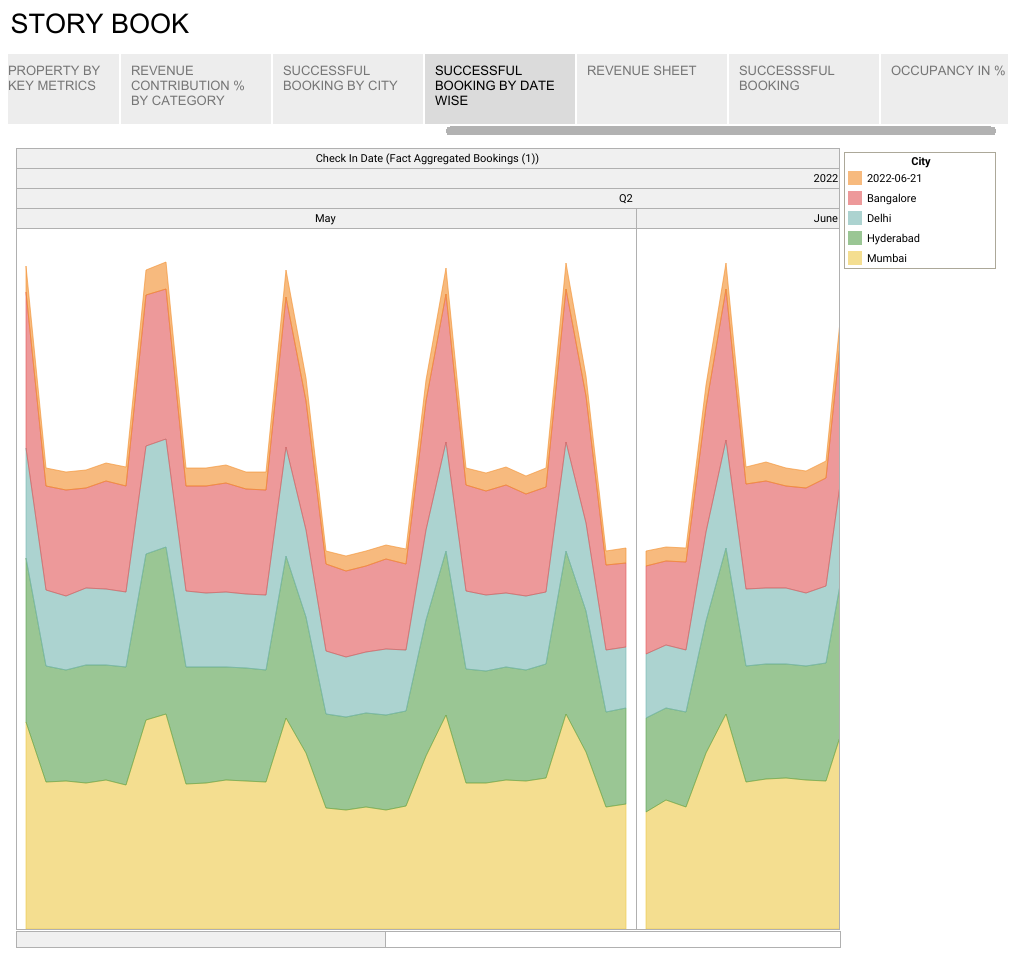 STORY BOOK
PROPERTY BY
KEY METRICS
REVENUE
CONTRIBUTION %
BY CATEGORY
SUCCESSFUL
BOOKING BY CITY
SUCCESSFUL
BOOKING BY DATE
WISE
REVENUE SHEET
SUCCESSSFUL
BOOKING
OCCUPANCY IN %
Check In Date (Fact Aggregated Bookings (1))
2022
Q2
May
June
City
2022-06-21
Bangalore
Delhi
Hyderabad
Mumbai